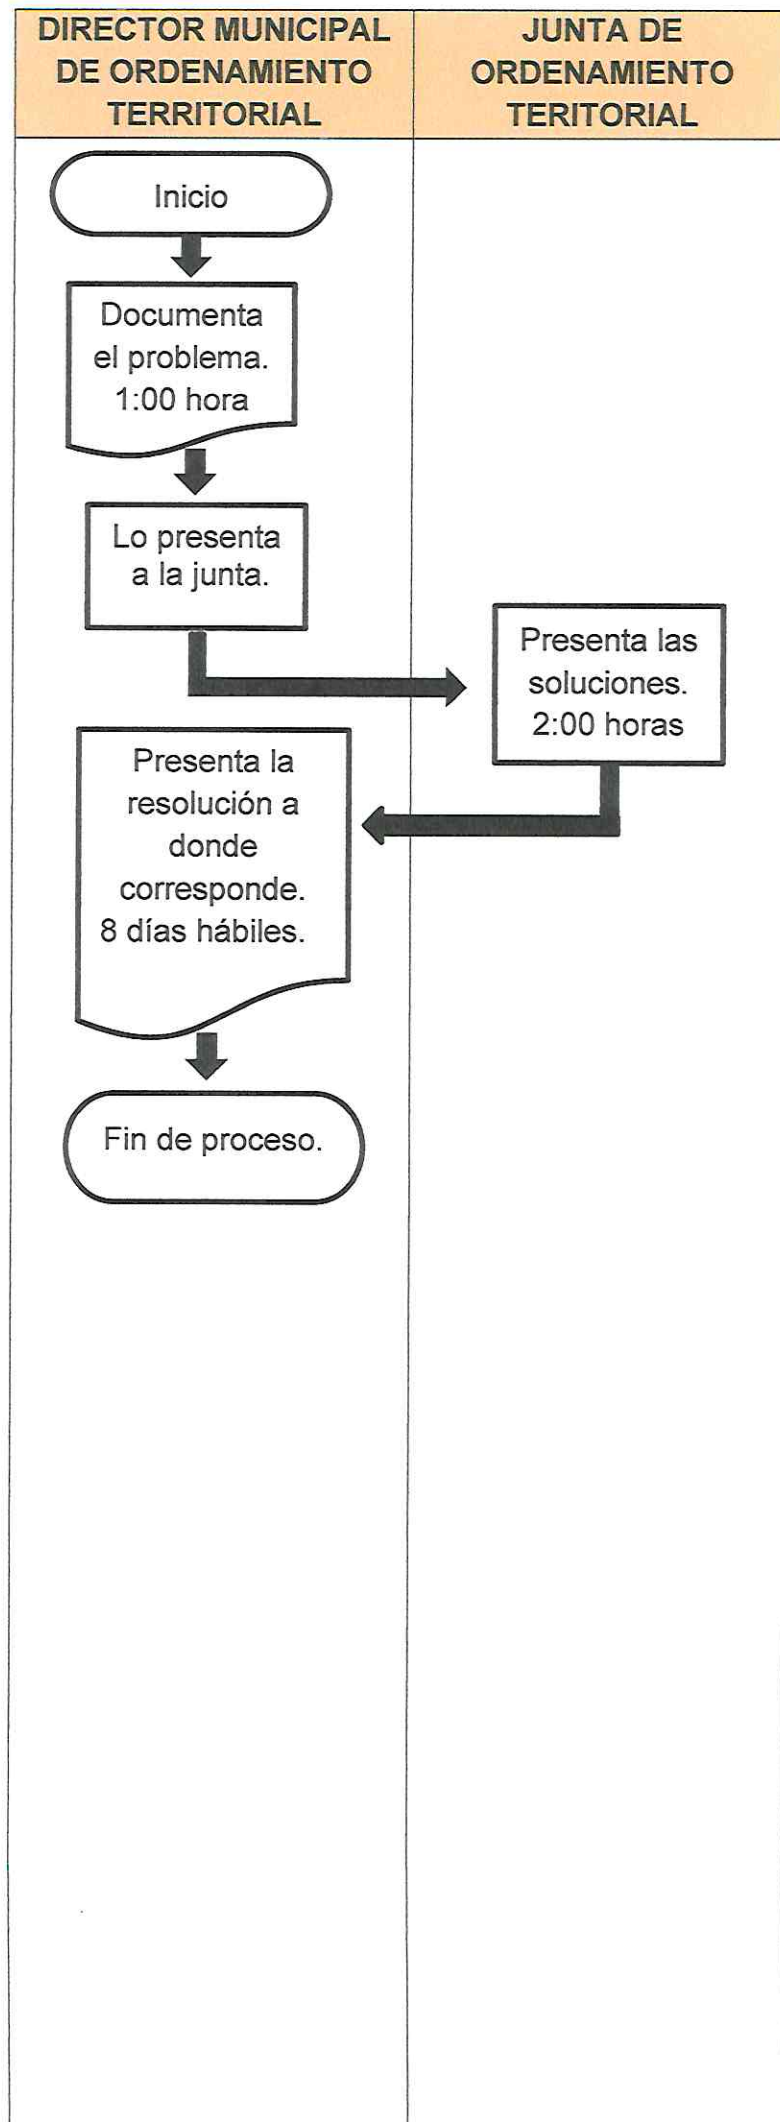 DIRECTOR MUNICIPAL
DE ORDENAMIENTO
TERRITORIAL
JUNTA DE
ORDENAMIENTO
TERITORIAL
Inicio
Documenta
el problema.
1:00 hora
Lo presenta
a la junta.
Presenta las
soluciones.
2:00 horas
Presenta la
resolución a
donde
corresponde.
8 días hábiles.
Fin de proceso.